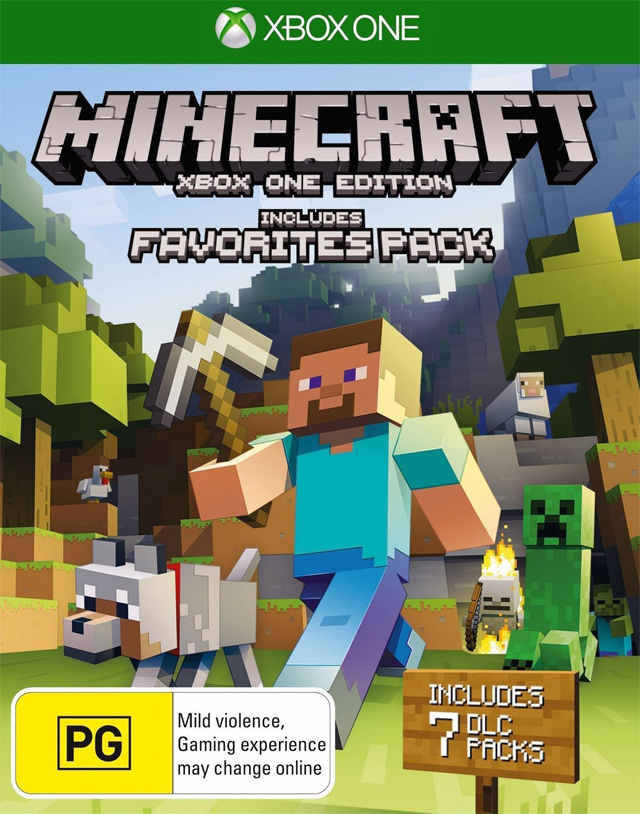 XBOX ONE
MINECRAFT
XBOX ONE EDITION
INCLUDES
FAVORITES PACK
INCLUDES
7 DLC
PACKS
PG
Mild violence,
Gaming experience
may change online